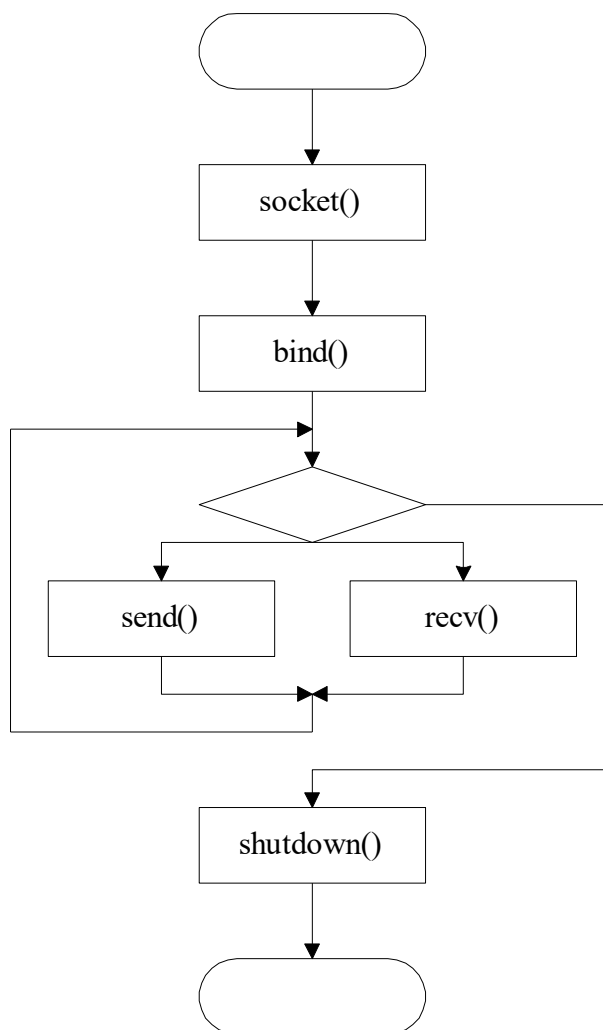 socket()
bind()
send()
recv()
shutdown()